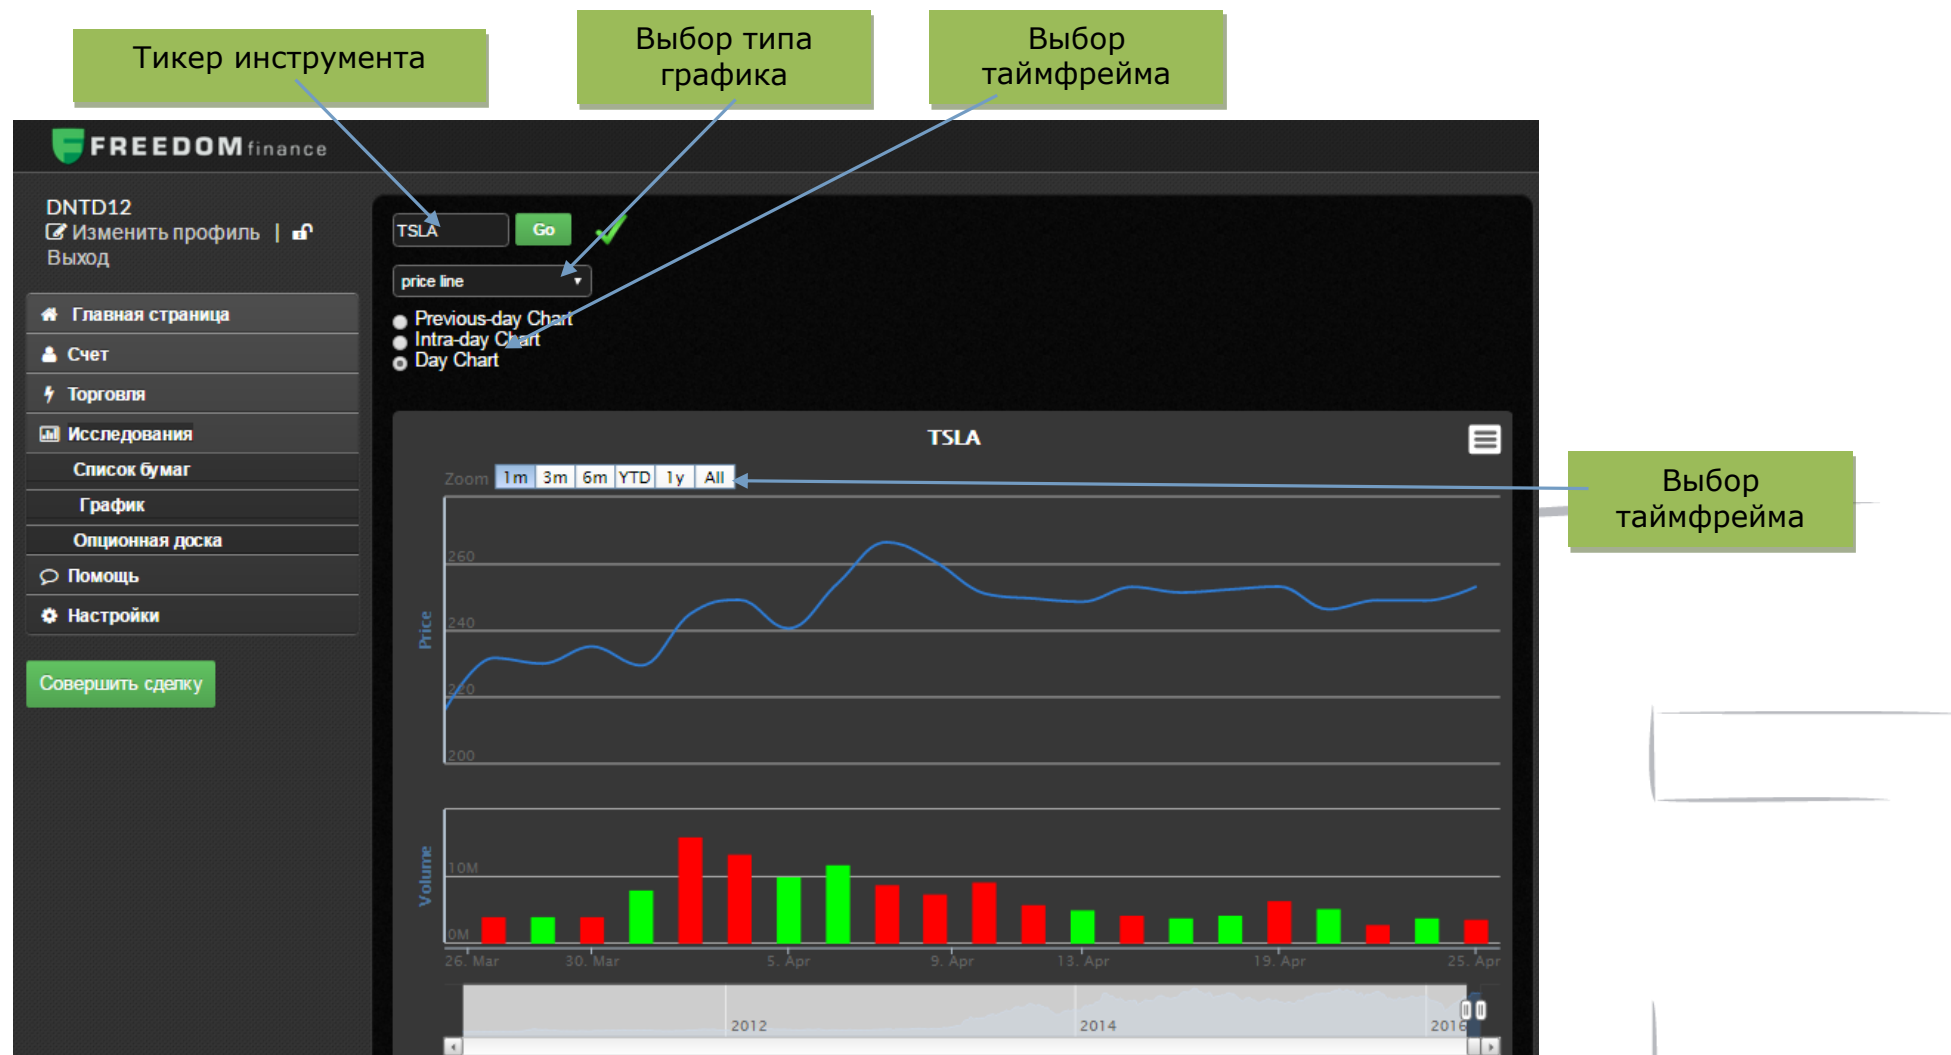 Тикер инструмента
Выбор типа
графика
Выбор
таймфрейма
FREEDOM finance
DNTD12
Изменить профиль |
Выход
Главная страница
Счет
Торговля
Исследования
Список бумаг
График
Опционная доска
Помощь
Настройки
Совершить сделку
TSLA Go
price line
Previous-day Chart
Intra-day Chart
Day Chart
TSLA
Zoom 1m 3m 6m YTD 1y All
Выбор
таймфрейма
260
240
220
200
Price
10M
0M
Volume
26. Mar 30. Mar 5. Apr 9. Apr 13. Apr 19. Apr 25. Apr
2012 2014 2016